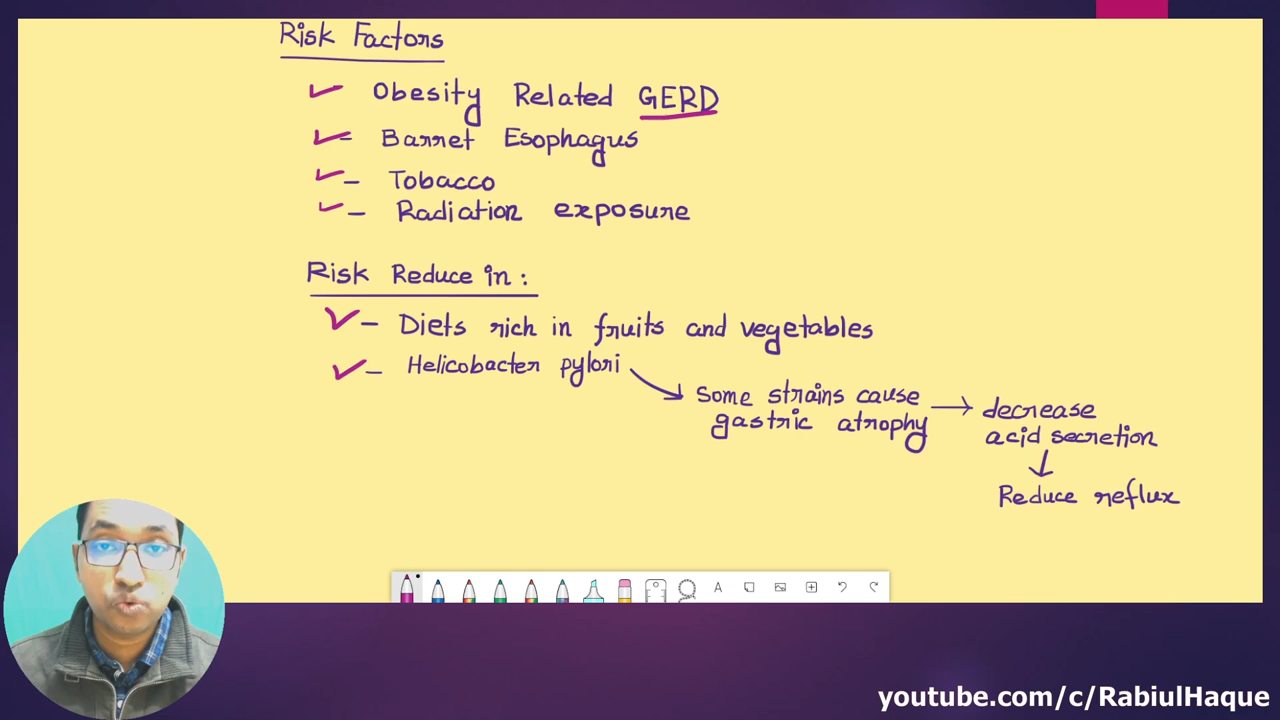 Risk Factors
Obesity Related GERD
- Barret Esophagus
- Tobacco
- Radiation exposure
Risk Reduce in :
- Diets rich in fruits and vegetables
- Helicobacter pylori
Some strains cause
gastric atrophy
decrease
acid secretion
Reduce reflux
A
youtube.com/c/RabiulHaque